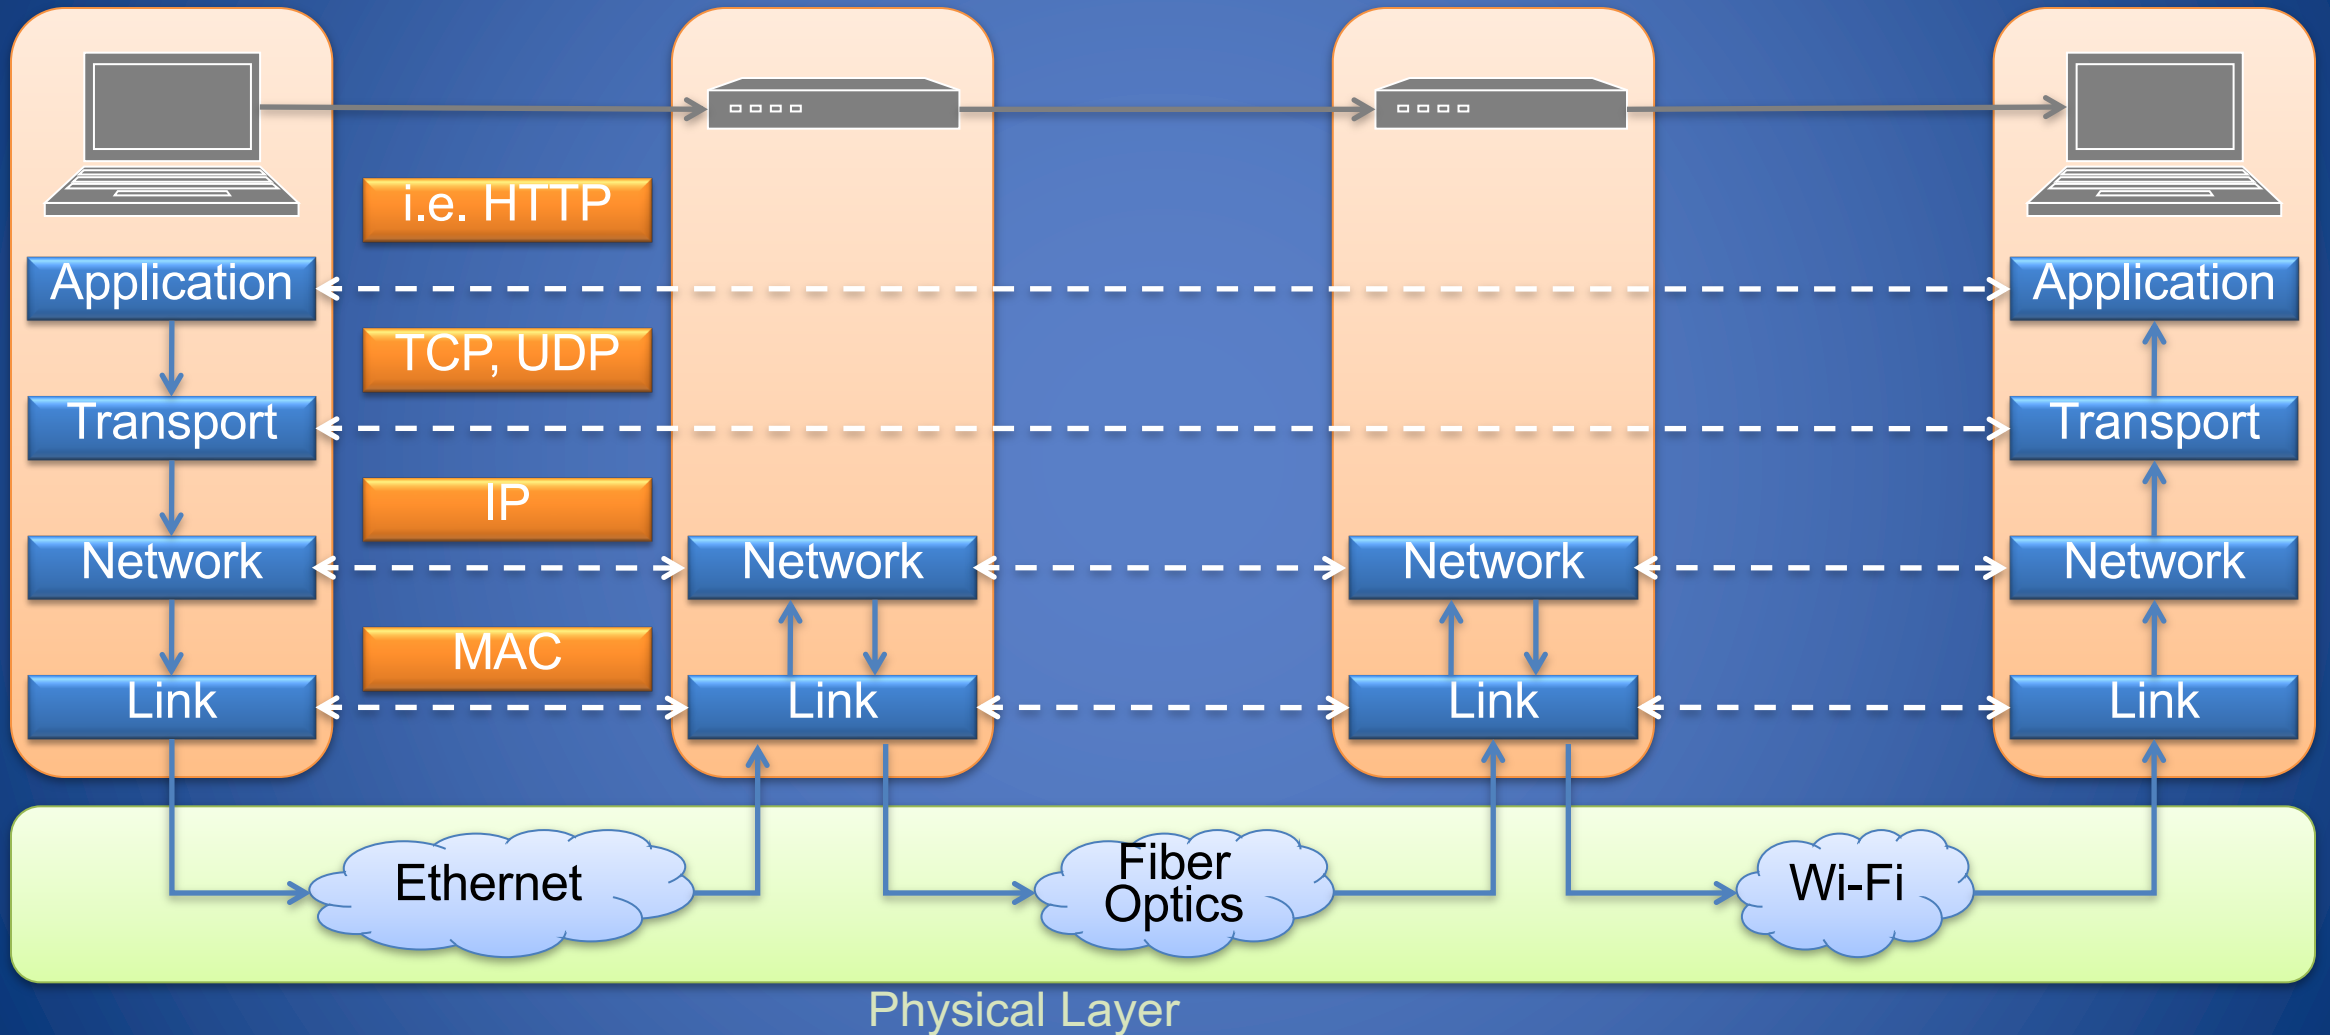 i.e. HTTP
Application
Application
TCP, UDP
Transport
Transport
IP
Network
Network
Network
Network
MAC
Link
Link
Link
Link
Ethernet
Fiber
Optics
Wi-Fi
Physical Layer